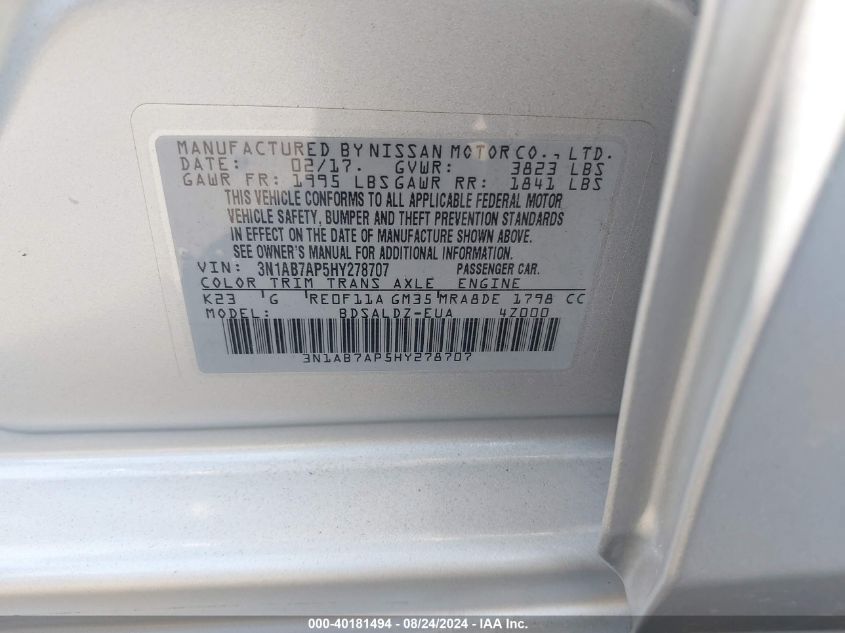 MANUFACTURED BY NISSAN MOTOR CO., LTD.
DATE: 02/17. GVWR: 3823 LBS
GAWR FR: 1995 LBS GAWR RR: 1841 LBS
THIS VEHICLE CONFORMS TO ALL APPLICABLE FEDERAL MOTOR
VEHICLE SAFETY, BUMPER AND THEFT PREVENTION STANDARDS
IN EFFECT ON THE DATE OF MANUFACTURE SHOWN ABOVE.
SEE OWNER'S MANUAL FOR ADDITIONAL INFORMATION.
VIN: 3N1AB7AP5HY278707 PASSENGER CAR.
COLOR TRIM TRANS AXLE ENGINE
K23 G RE0F11A GM35 MRA8DE 1798 CC
MODEL: BDSALDZ-EUA 4Z000
3N1AB7AP5HY278707
000-40181494 - 08/24/2024 - IAA Inc.